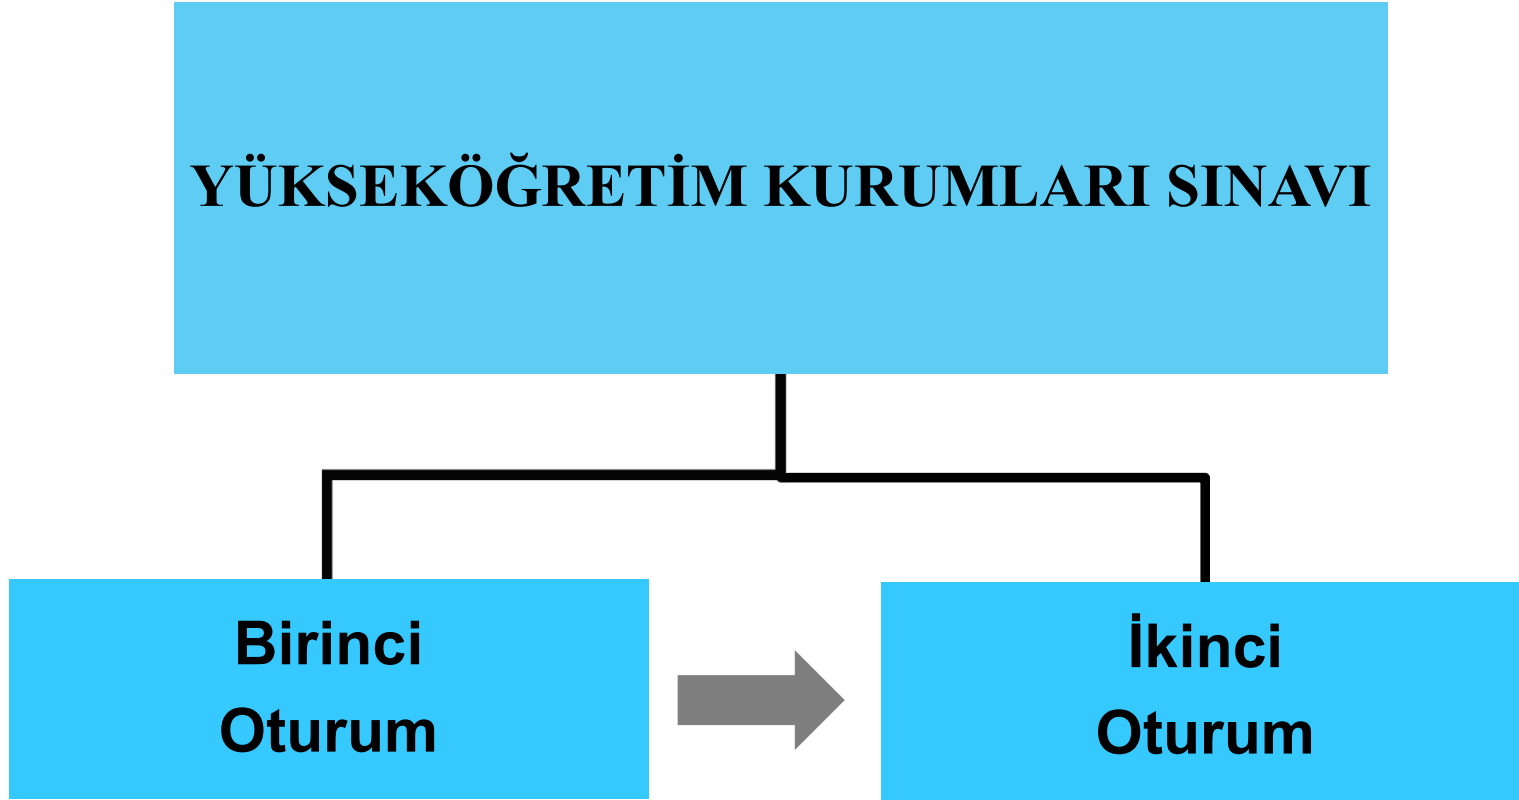 YÜKSEKÖĞRETİM KURUMLARI SINAVI
Birinci
Oturum
İkinci
Oturum